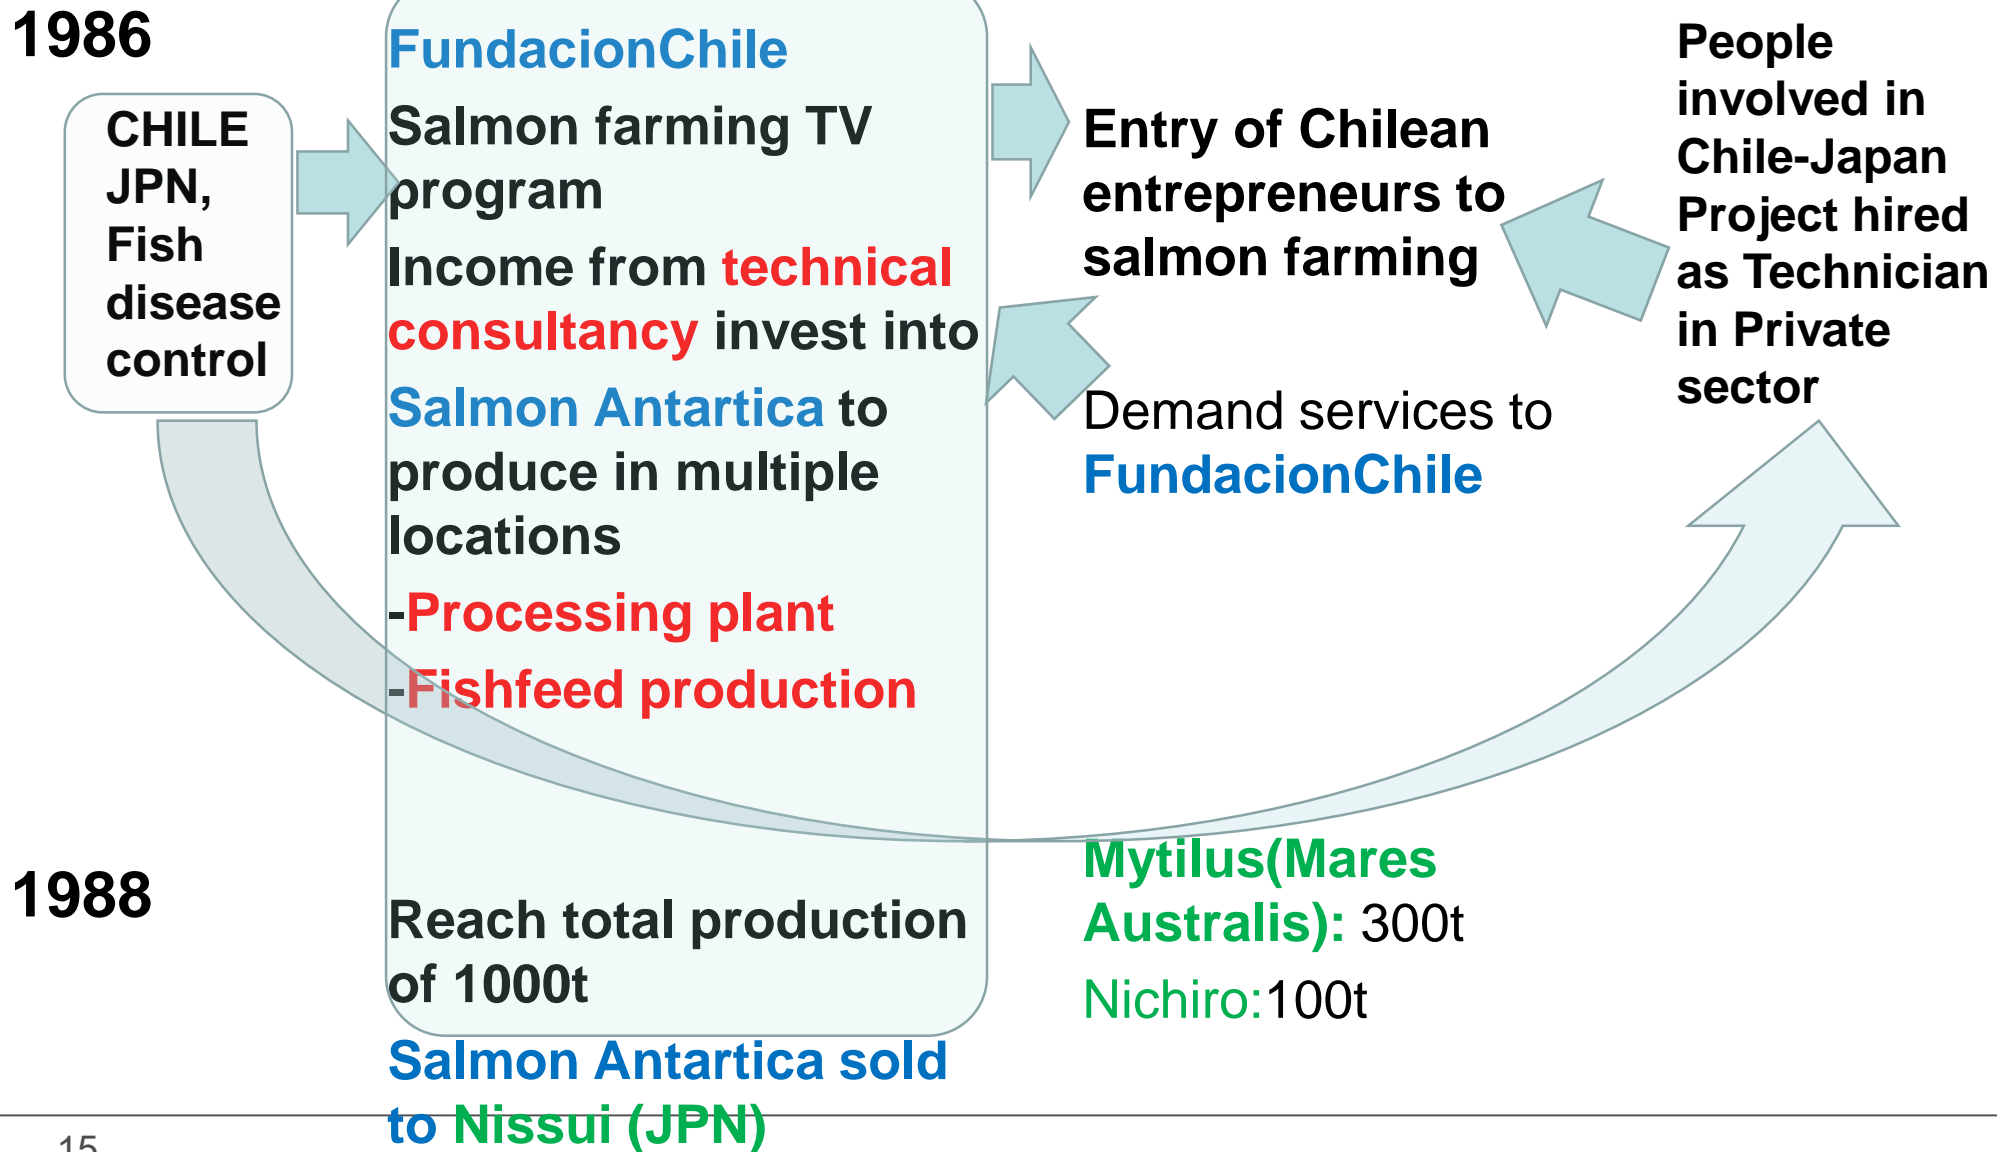 1986
CHILE
JPN,
Fish
disease
control
FundacionChile
Salmon farming TV
program
Income from technical
consultancy invest into
Salmon Antartica to
produce in multiple
locations
-Processing plant
-Fishfeed production
Entry of Chilean
entrepreneurs to
salmon farming
Demand services to
FundacionChile
People
involved in
Chile-Japan
Project hired
as Technician
in Private
sector
1988
Reach total production
of 1000t
Salmon Antartica sold
to Nissui (JPN)
Mytilus(Mares
Australis): 300t
Nichiro:100t
15